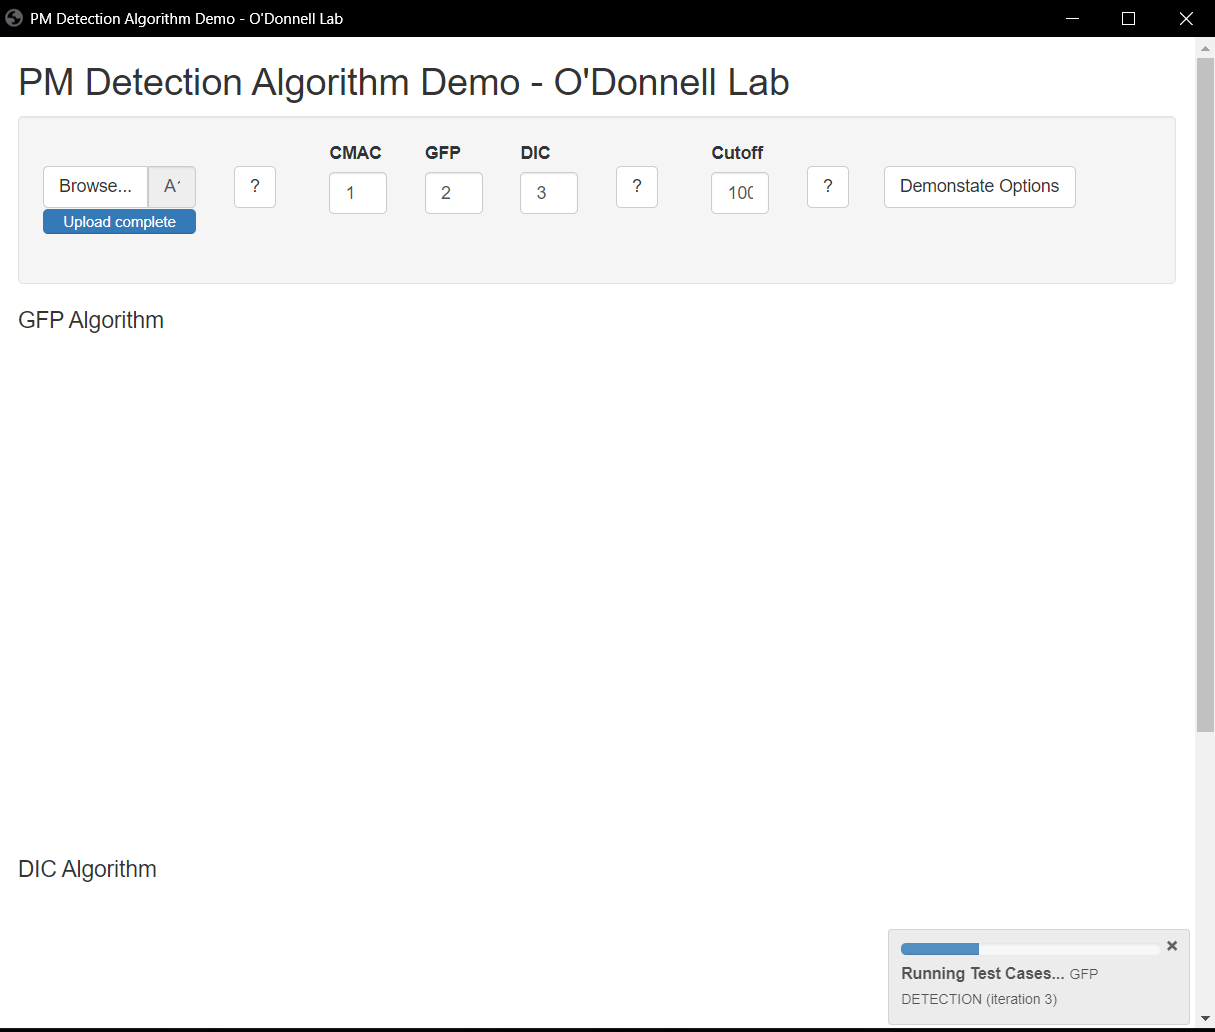 PM Detection Algorithm Demo - O'Donnell Lab
PM Detection Algorithm Demo - O'Donnell Lab
CMAC GFP DIC Cutoff
Browse... ? 1 2 3 ? 100 ? Demonstate Options
Upload complete
GFP Algorithm
DIC Algorithm
Running Test Cases... GFP
DETECTION (iteration 3)